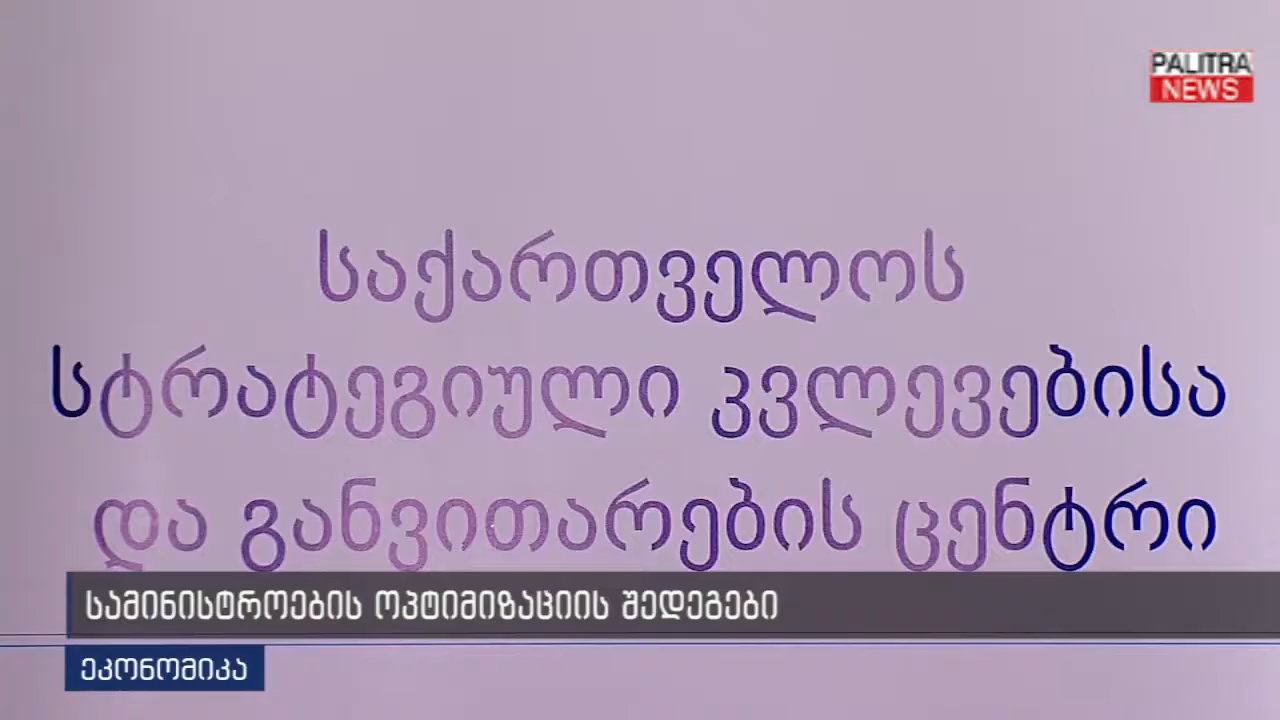 PALITRA
NEWS
საქართველოს
სტრატეგიული კვლევებისა
და განვითარების ცენტრი
სამინისტროების ოპტიმიზაციის შედეგები
ეკონომიკა